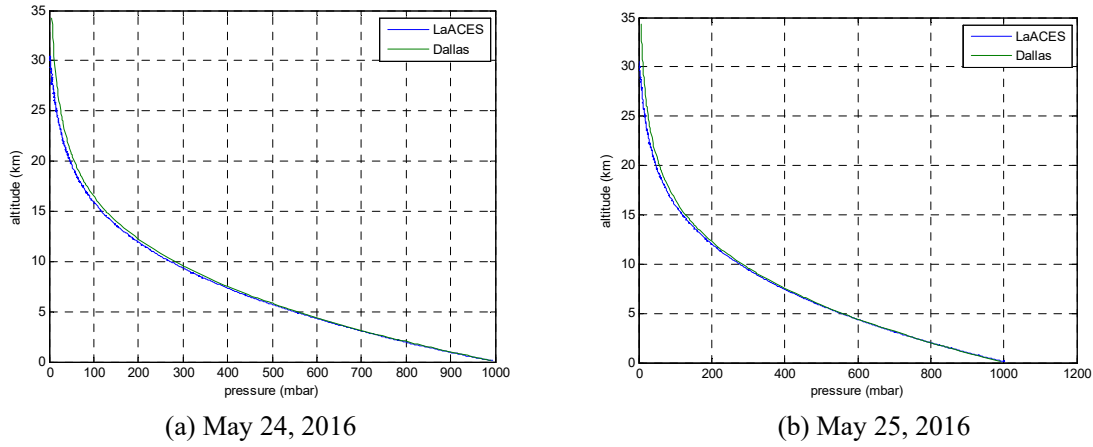 35
30
25
20
15
10
5
0
altitude (km)
0 100 200 300 400 500 600 700 800 900 1000
pressure (mbar)
LaACES
Dallas
(a) May 24, 2016
35
30
25
20
15
10
5
0
altitude (km)
0 200 400 600 800 1000 1200
pressure (mbar)
LaACES
Dallas
(b) May 25, 2016